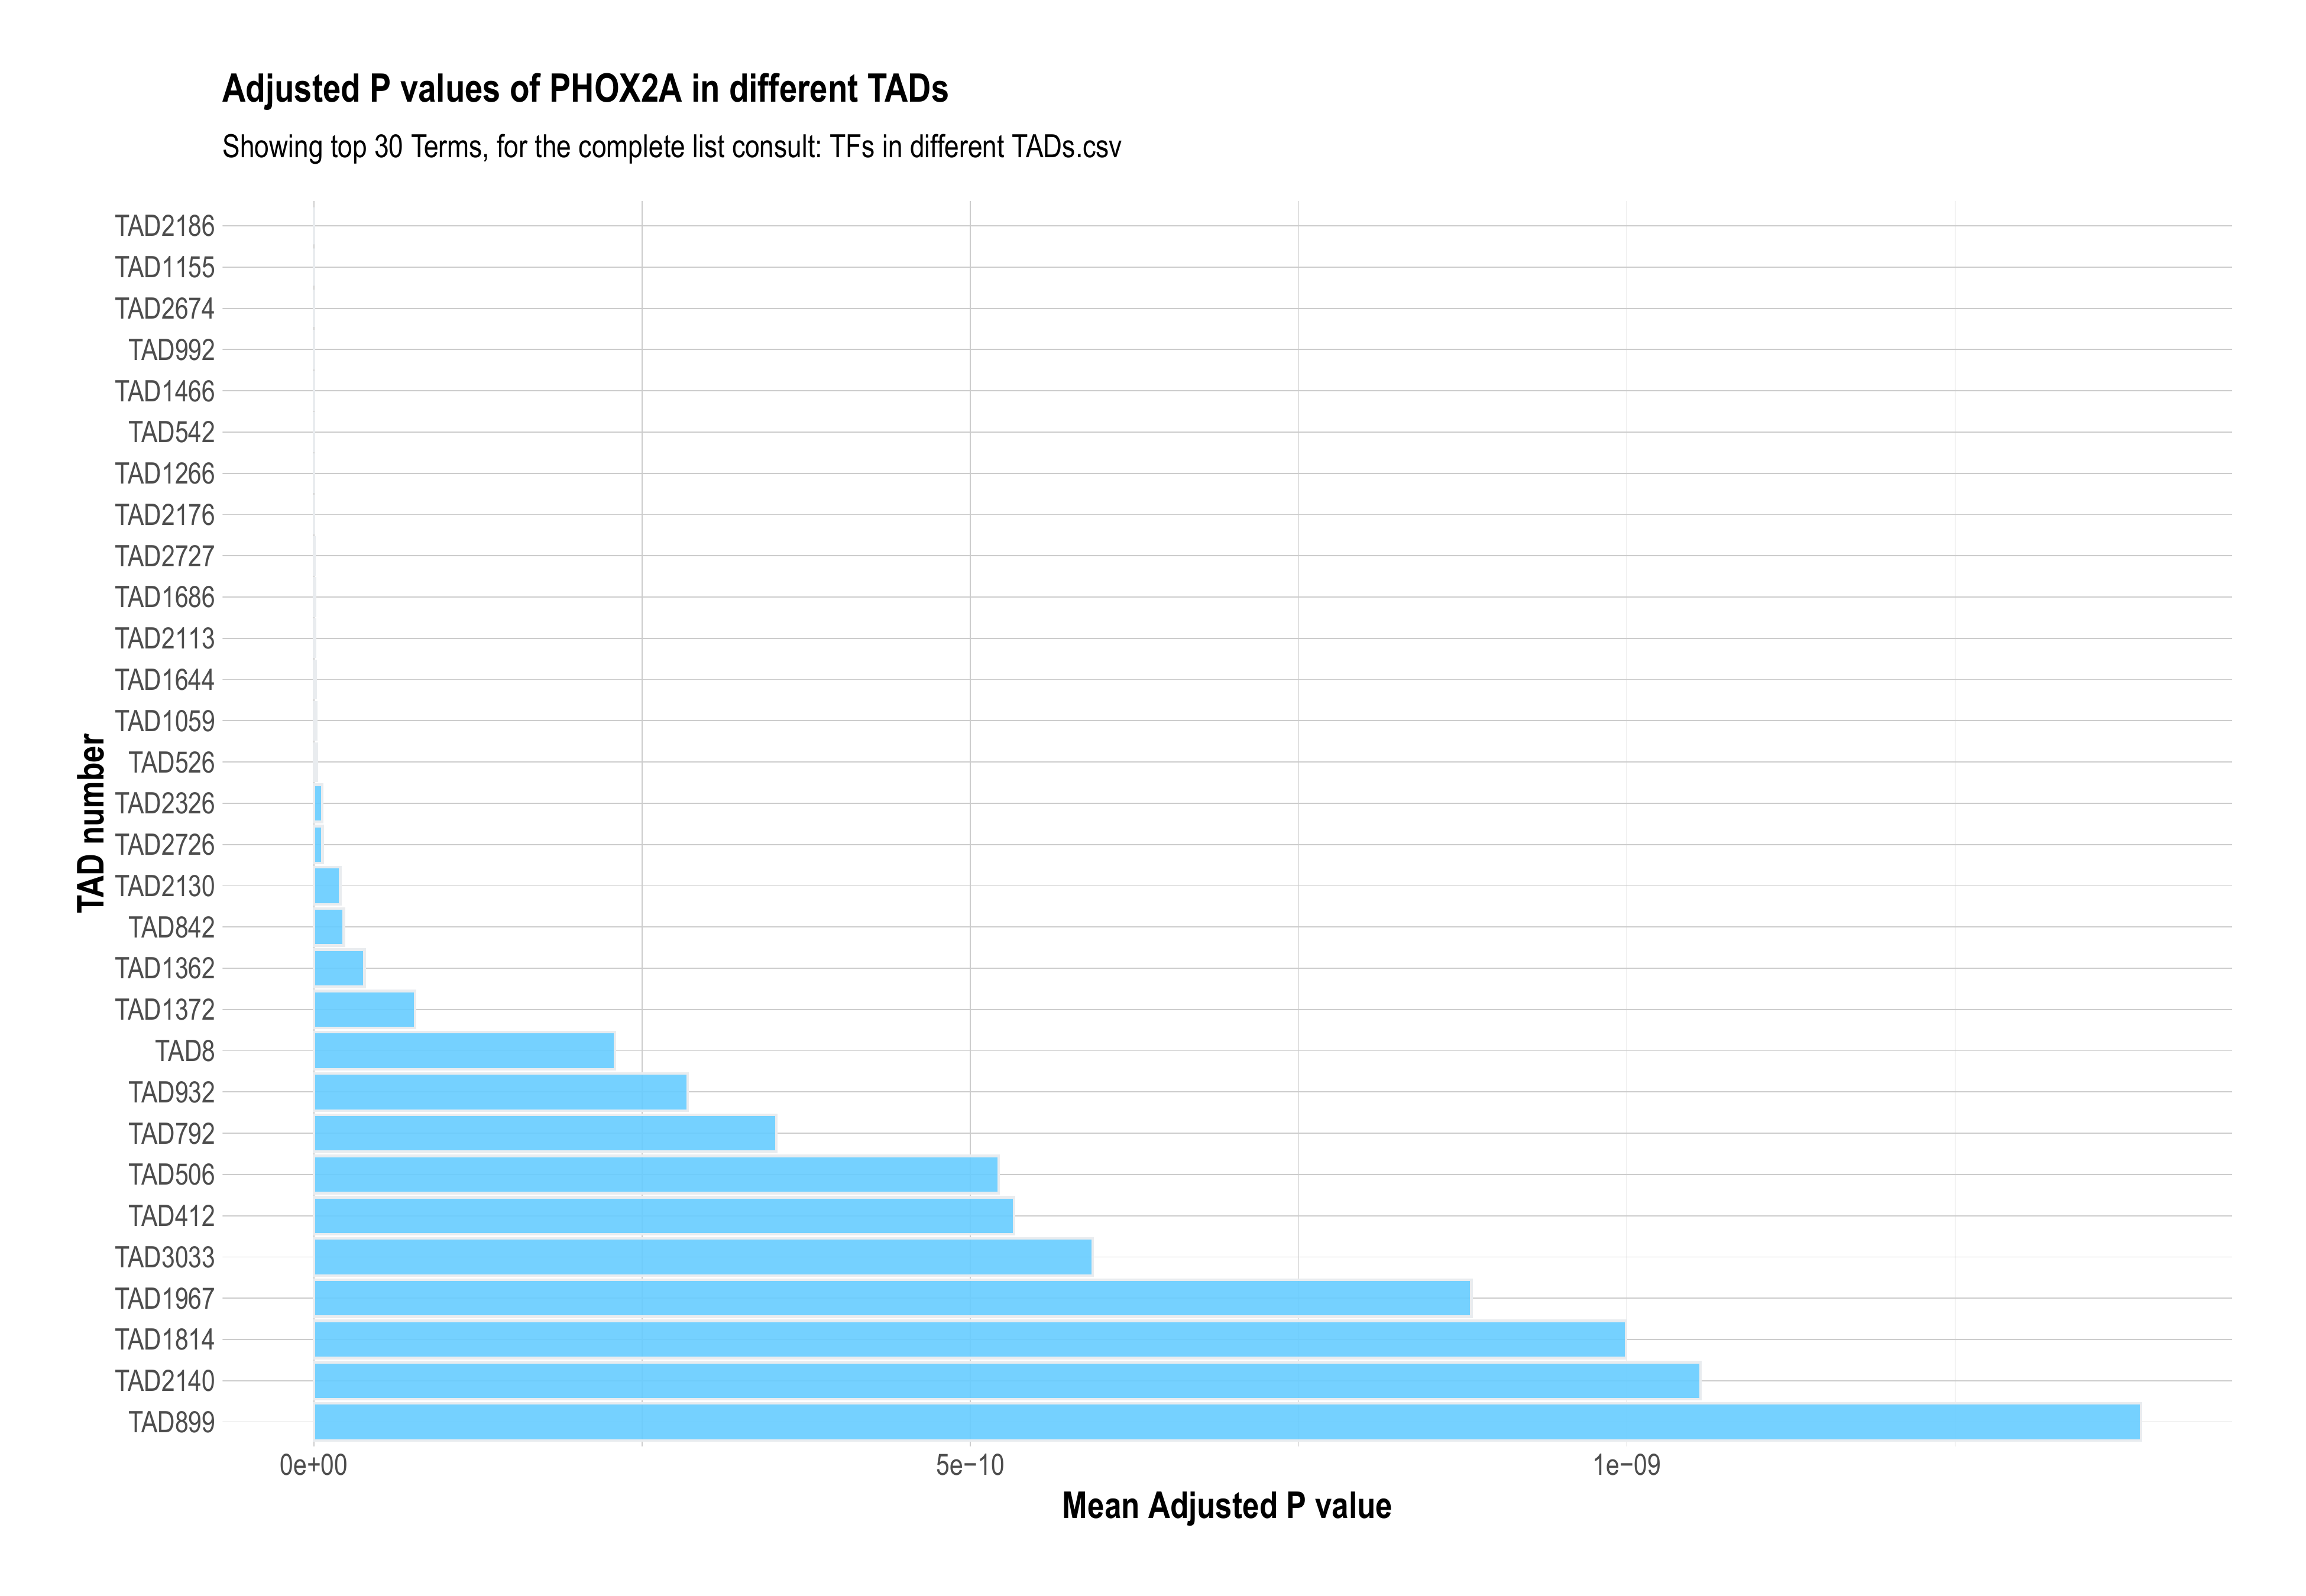 Adjusted P values of PHOX2A in different TADs
Showing top 30 Terms, for the complete list consult: TFs in different TADs.csv
TAD number
TAD2186
TAD1155
TAD2674
TAD992
TAD1466
TAD542
TAD1266
TAD2176
TAD2727
TAD1686
TAD2113
TAD1644
TAD1059
TAD526
TAD2326
TAD2726
TAD2130
TAD842
TAD1362
TAD1372
TAD8
TAD932
TAD792
TAD506
TAD412
TAD3033
TAD1967
TAD1814
TAD2140
TAD899
0e+00 5e−10 1e−09
Mean Adjusted P value